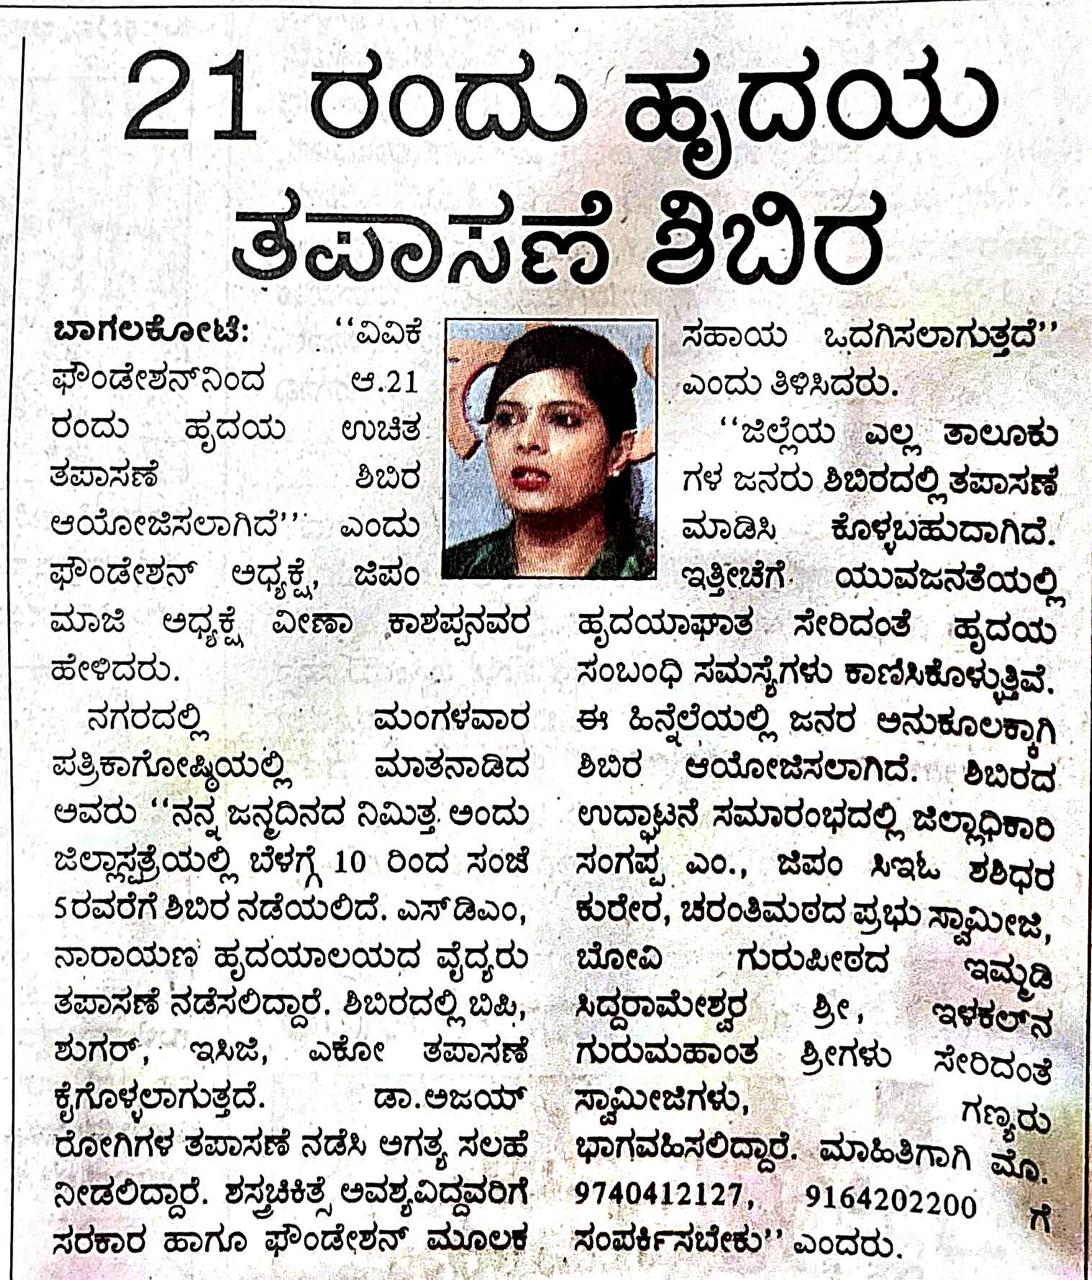 21 ರಂದು ಹೃದಯ
ತಪಾಸಣೆ ಶಿಬಿರ
ಬಾಗಲಕೋಟೆ: ‘‘ವಿವಿಕೆ
ಫೌಂಡೇಶನ್‌ನಿಂದ ಆ.21
ರಂದು ಹೃದಯ ಉಚಿತ
ತಪಾಸಣೆ ಶಿಬಿರ
ಆಯೋಜಿಸಲಾಗಿದೆ’’ ಎಂದು
ಫೌಂಡೇಶನ್ ಅಧ್ಯಕ್ಷೆ, ಜಿಪಂ
ಮಾಜಿ ಅಧ್ಯಕ್ಷೆ ವೀಣಾ ಕಾಶಪ್ಪನವರ
ಹೇಳಿದರು.
ನಗರದಲ್ಲಿ ಮಂಗಳವಾರ
ಪತ್ರಿಕಾಗೋಷ್ಠಿಯಲ್ಲಿ ಮಾತನಾಡಿದ
ಅವರು ‘‘ನನ್ನ ಜನ್ಮದಿನದ ನಿಮಿತ್ತ ಅಂದು
ಜಿಲ್ಲಾಸ್ಪತ್ರೆಯಲ್ಲಿ ಬೆಳಗ್ಗೆ 10 ರಿಂದ ಸಂಜೆ
5ರವರೆಗೆ ಶಿಬಿರ ನಡೆಯಲಿದೆ. ಎಸ್‌ಡಿಎಂ,
ನಾರಾಯಣ ಹೃದಯಾಲಯದ ವೈದ್ಯರು
ತಪಾಸಣೆ ನಡೆಸಲಿದ್ದಾರೆ. ಶಿಬಿರದಲ್ಲಿ ಬಿಪಿ,
ಶುಗರ್, ಇಸಿಜಿ, ಎಕೋ ತಪಾಸಣೆ
ಕೈಗೊಳ್ಳಲಾಗುತ್ತದೆ. ಡಾ.ಅಜಯ್
ರೋಗಿಗಳ ತಪಾಸಣೆ ನಡೆಸಿ ಅಗತ್ಯ ಸಲಹೆ
ನೀಡಲಿದ್ದಾರೆ. ಶಸ್ತ್ರಚಿಕಿತ್ಸೆ ಅವಶ್ಯವಿದ್ದವರಿಗೆ
ಸರಕಾರ ಹಾಗೂ ಫೌಂಡೇಶನ್ ಮೂಲಕ
ಸಹಾಯ ಒದಗಿಸಲಾಗುತ್ತದೆ’’
ಎಂದು ತಿಳಿಸಿದರು.
‘‘ಜಿಲ್ಲೆಯ ಎಲ್ಲ ತಾಲೂಕು
ಗಳ ಜನರು ಶಿಬಿರದಲ್ಲಿ ತಪಾಸಣೆ
ಮಾಡಿಸಿ ಕೊಳ್ಳಬಹುದಾಗಿದೆ.
ಇತ್ತೀಚೆಗೆ ಯುವಜನತೆಯಲ್ಲಿ
ಹೃದಯಾಘಾತ ಸೇರಿದಂತೆ ಹೃದಯ
ಸಂಬಂಧಿ ಸಮಸ್ಯೆಗಳು ಕಾಣಿಸಿಕೊಳ್ಳುತ್ತಿವೆ.
ಈ ಹಿನ್ನೆಲೆಯಲ್ಲಿ ಜನರ ಅನುಕೂಲಕ್ಕಾಗಿ
ಶಿಬಿರ ಆಯೋಜಿಸಲಾಗಿದೆ. ಶಿಬಿರದ
ಉದ್ಘಾಟನೆ ಸಮಾರಂಭದಲ್ಲಿ ಜಿಲ್ಲಾಧಿಕಾರಿ
ಸಂಗಪ್ಪ ಎಂ., ಜಿಪಂ ಸಿಇಓ ಶಶಿಧರ
ಕುರೇರ, ಚರಂತಿಮಠದ ಪ್ರಭು ಸ್ವಾಮೀಜಿ,
ಬೋವಿ ಗುರುಪೀಠದ ಇಮ್ಮಡಿ
ಸಿದ್ದರಾಮೇಶ್ವರ ಶ್ರೀ, ಇಳಕಲ್‌ನ
ಗುರುಮಹಾಂತ ಶ್ರೀಗಳು ಸೇರಿದಂತೆ
ಸ್ವಾಮೀಜಿಗಳು, ಗಣ್ಯರು
ಭಾಗವಹಿಸಲಿದ್ದಾರೆ. ಮಾಹಿತಿಗಾಗಿ ಮೊ.
9740412127, 9164202200 ಗೆ
ಸಂಪರ್ಕಿಸಬೇಕು’’ ಎಂದರು.